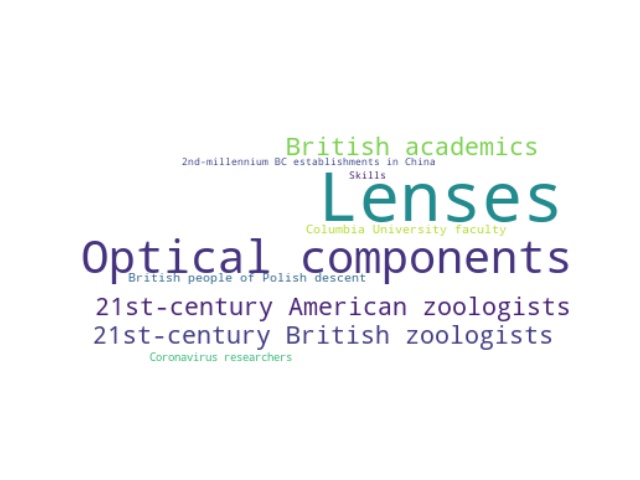 British academics
2nd-millennium BC establishments in China
Skills
Lenses
Columbia University faculty
Optical components
British people of Polish descent
21st-century American zoologists
21st-century British zoologists
Coronavirus researchers